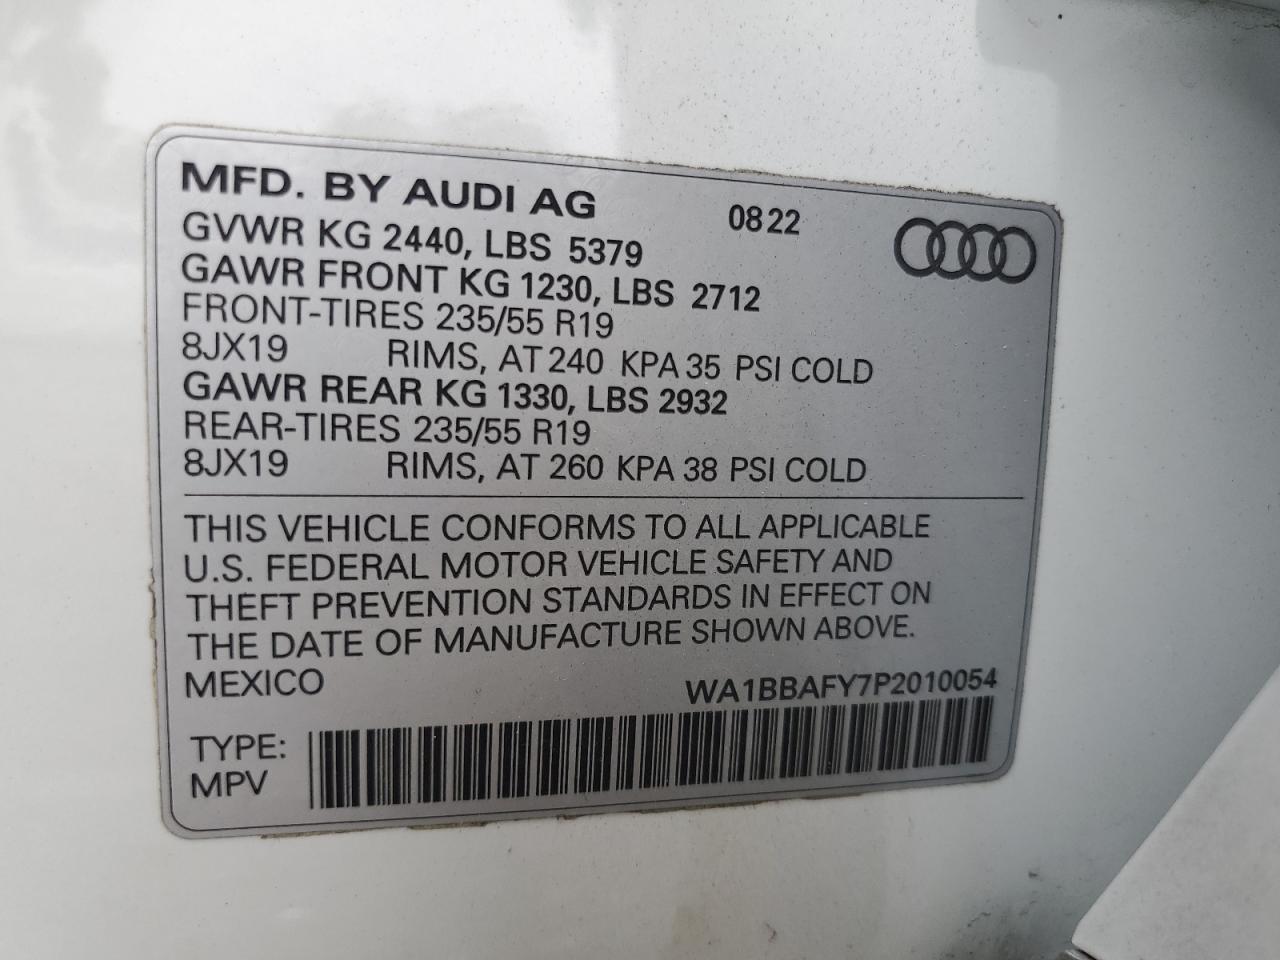 MFD. BY AUDI AG 0822
GVWR KG 2440, LBS 5379
GAWR FRONT KG 1230, LBS 2712
FRONT-TIRES 235/55 R19
8JX19 RIMS, AT 240 KPA 35 PSI COLD
GAWR REAR KG 1330, LBS 2932
REAR-TIRES 235/55 R19
8JX19 RIMS, AT 260 KPA 38 PSI COLD
THIS VEHICLE CONFORMS TO ALL APPLICABLE
U.S. FEDERAL MOTOR VEHICLE SAFETY AND
THEFT PREVENTION STANDARDS IN EFFECT ON
THE DATE OF MANUFACTURE SHOWN ABOVE.
MEXICO WA1BBAFY7P2010054
TYPE:
MPV